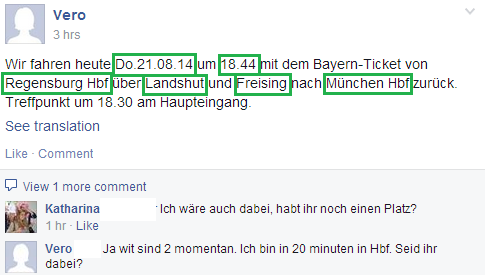 Vero
3 hrs
Wir fahren heute Do.21.08.14 um 18.44 mit dem Bayern-Ticket von
Regensburg Hbf über Landshut und Freising nach München Hbf zurück.
Treffpunkt um 18.30 am Haupteingang.
See translation
Like · Comment
View 1 more comment
Katharina Ich wäre auch dabei, habt ihr noch einen Platz?
1 hr · Like
Vero Ja wit sind 2 momentan. Ich bin in 20 minuten in Hbf. Seid ihr
dabei?